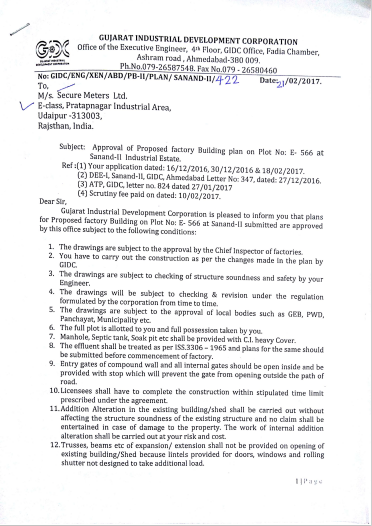 GUJARAT INDUSTRIAL DEVELOPMENT CORPORATION
Office of the Executive Engineer, 4th Floor, GIDC Office, Fadia Chamber,
Ashram road, Ahmedabad-380 009.
Ph.No.079-26587548. Fax No.079 - 26580460
GIDC
No: GIDC/ENG/XEN/ABD/PB-II/PLAN/ SANAND-II/422 Date:21/02/2017.
To,
M/s. Secure Meters Ltd.
E-class, Pratapnagar Industrial Area,
Udaipur -313003,
Rajsthan, India.
Subject: Approval of Proposed Factory Building plan on Plot No: E- 566 at
Sanand-II Industrial Estate.
Ref :(1) Your application dated: 16/12/2016, 30/12/2016 & 18/02/2017.
(2) DEE-I, Sanand-II, GIDC, Ahmedabad Letter No: 347, dated: 27/12/2016.
(3) ATP, GIDC, letter no. 824 dated 27/01/2017
(4) Scrutiny fee paid on dated: 10/02/2017.
Dear Sir,
Gujarat Industrial Development Corporation is pleased to inform you that plans
for Proposed factory Building on Plot No: E- 566 at Sanand-II submitted are approved
by this office subject to the following conditions:
1. The drawings are subject to the approval by the Chief Inspector of factories.
2. You have to carry out the construction as per the changes made in the plan by
GIDC.
3. The drawings are subject to checking of structure soundness and safety by your
Engineer.
4. The drawings will be subject to checking & revision under the regulation
formulated by the corporation from time to time.
5. The drawings are subject to the approval of local bodies such as GEB, PWD,
Panchayat, Municipality etc.
6. The full plot is allotted to you and full possession taken by you.
7. Manhole, Septic tank, Soak pit etc shall be provided with C.I. heavy Cover.
8. The effluent shall be treated as per ISS.3306 – 1965 and plans for the same should
be submitted before commencement of factory.
9. Entry gates of compound wall and all internal gates should be open inside and be
provided with stop which will prevent the gate from opening outside the path of
road.
10. Licensees shall have to complete the construction within stipulated time limit
prescribed under the agreement.
11. Addition Alteration in the existing building/shed shall be carried out without
affecting the structure soundness of the existing structure and no claim shall be
entertained in case of damage to the property. The work of internal addition
alteration shall be carried out at your risk and cost.
12. Trusses, beams etc of expansion/ extension shall not be provided on opening of
existing building/Shed because lintels provided for doors, windows and rolling
shutter not designed to take additional load.
1 | Page